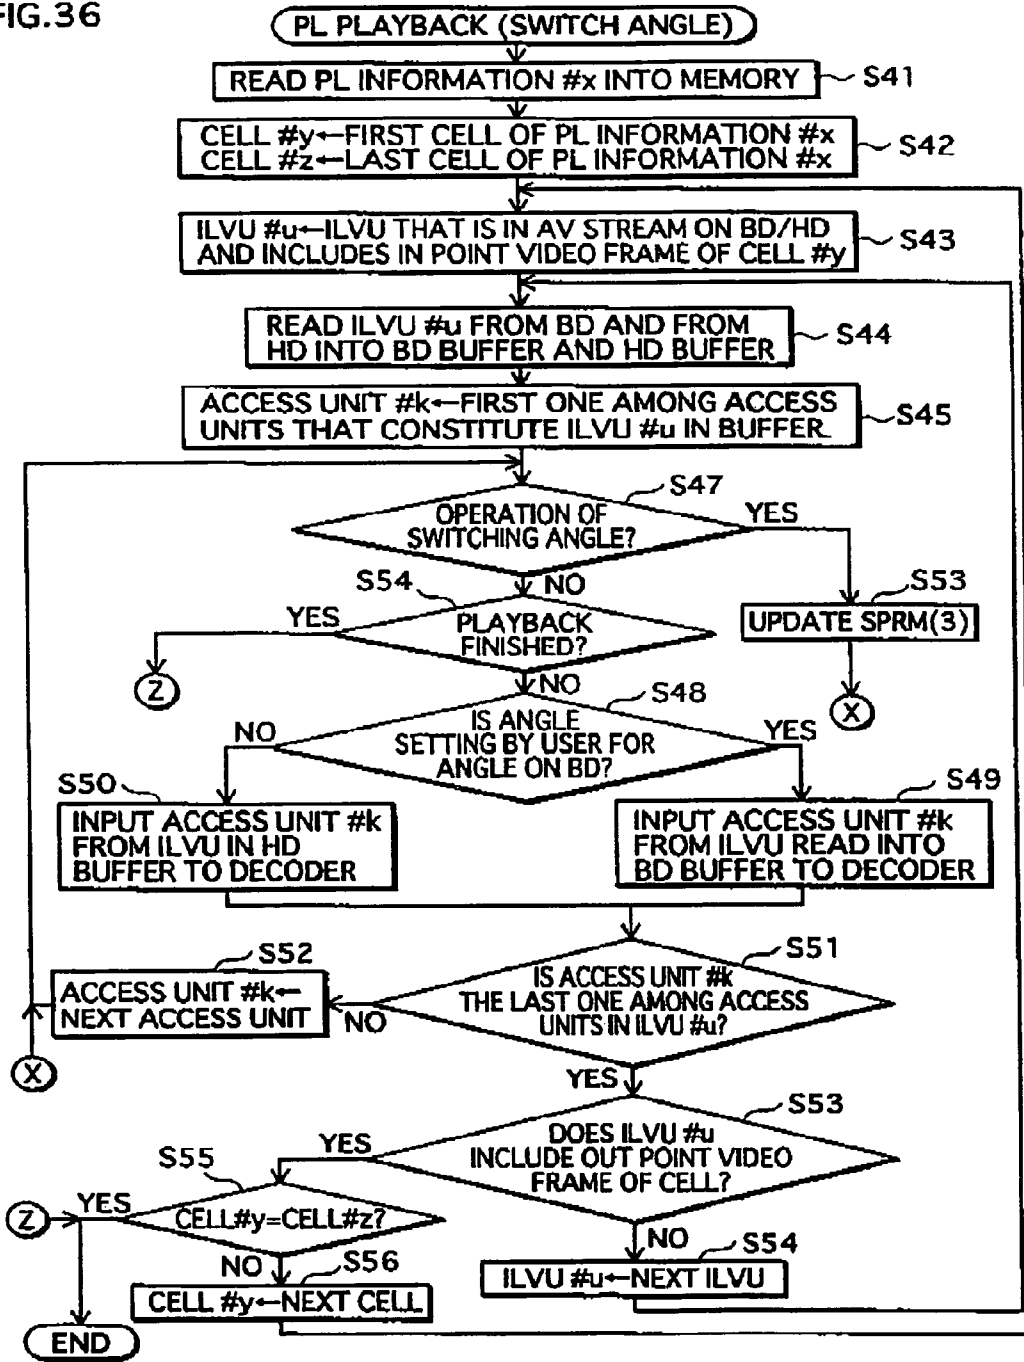 FIG.36
PL PLAYBACK (SWITCH ANGLE)
READ PL INFORMATION #x INTO MEMORY
S41
CELL #y←FIRST CELL OF PL INFORMATION #x
CELL #z←LAST CELL OF PL INFORMATION #x
S42
ILVU #u←ILVU THAT IS IN AV STREAM ON BD/HD
AND INCLUDES IN POINT VIDEO FRAME OF CELL #y
S43
READ ILVU #u FROM BD AND FROM
HD INTO BD BUFFER AND HD BUFFER
S44
ACCESS UNIT #k←FIRST ONE AMONG ACCESS
UNITS THAT CONSTITUTE ILVU #u IN BUFFER
S45
S47
OPERATION OF
SWITCHING ANGLE?
YES
NO
S53
UPDATE SPRM(3)
X
S54
PLAYBACK
FINISHED?
YES
Z
NO
S48
IS ANGLE
SETTING BY USER FOR
ANGLE ON BD?
NO
YES
S50
INPUT ACCESS UNIT #k
FROM ILVU IN HD
BUFFER TO DECODER
S49
INPUT ACCESS UNIT #k
FROM ILVU READ INTO
BD BUFFER TO DECODER
S51
IS ACCESS UNIT #k
THE LAST ONE AMONG ACCESS
UNITS IN ILVU #u?
NO
S52
ACCESS UNIT #k←
NEXT ACCESS UNIT
X
YES
S53
DOES ILVU #u
INCLUDE OUT POINT VIDEO
FRAME OF CELL?
YES
NO
S55
CELL#y=CELL#z?
YES
Z
NO
S54
ILVU #u←NEXT ILVU
S56
CELL #y←NEXT CELL
END